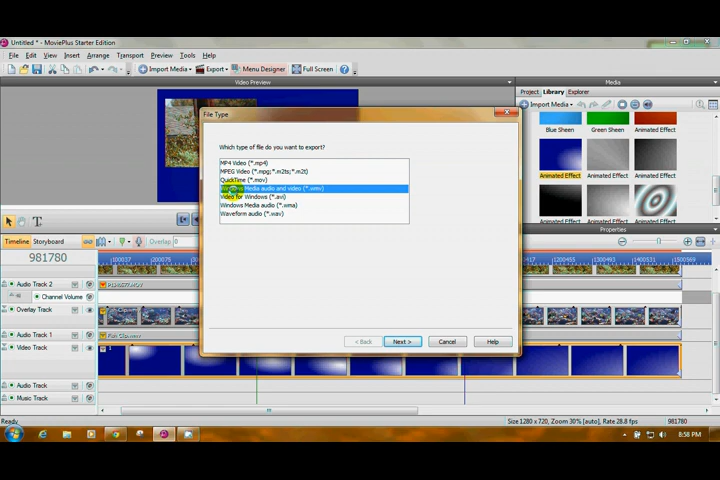 Untitled * - MoviePlus Starter Edition
File Edit View Insert Arrange Transport Preview Tools Help
Import Media Export Menu Designer Full Screen
Video Preview
Media
Project Library Explorer
Import Media
Blue Sheen Green Sheen Animated Effect
Animated Effect Animated Effect Animated Effect
Properties
File Type
Which type of file do you want to export?
MP4 Video (*.mp4)
MPEG Video (*.mpg;*.m2ts;*.m2t)
QuickTime (*.mov)
Windows Media audio and video (*.wmv)
Video for Windows (*.avi)
Windows Media audio (*.wma)
Waveform audio (*.wav)
< Back Next > Cancel Help
Timeline Storyboard Overlap 0
981780
Audio Track 2
Channel Volume
Overlay Track
Audio Track 1
Video Track
Audio Track
Music Track
Ready
Size 1280 x 720, Zoom 30% [auto], Rate 28.8 fps 981780
8:58 PM